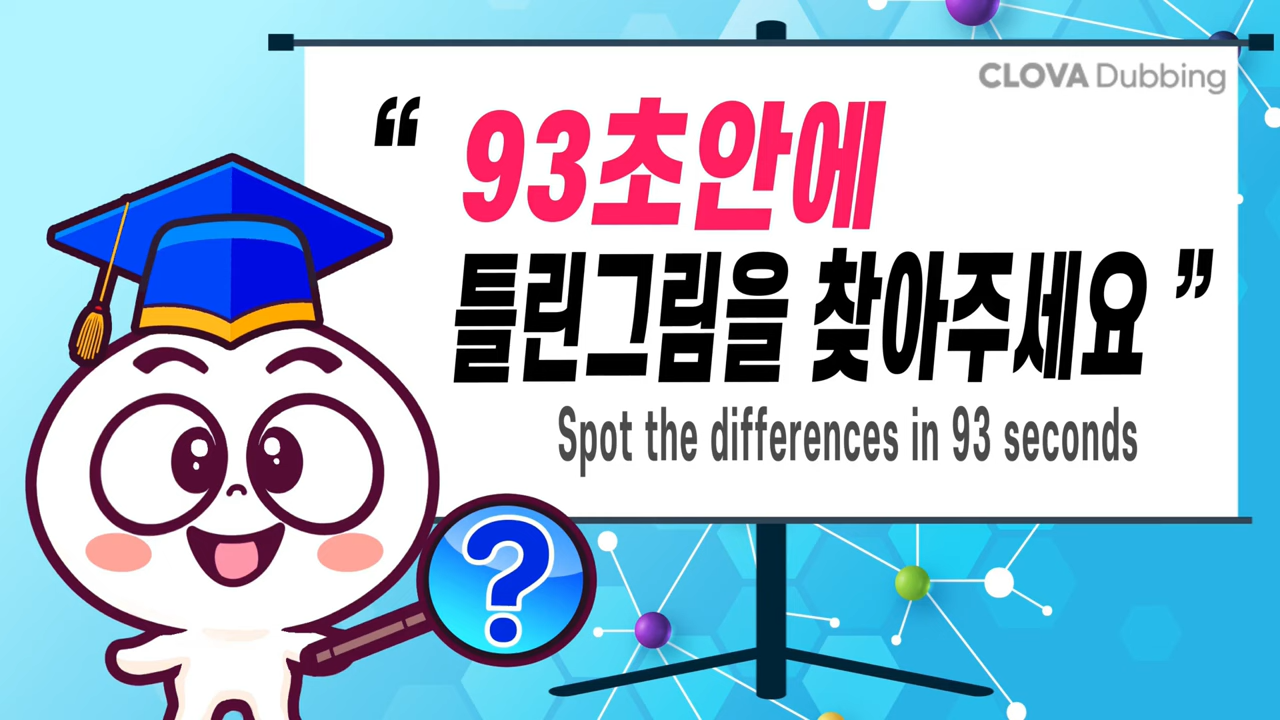 CLOVA Dubbing
“ 93초안에
틀린그림을 찾아주세요 ”
Spot the differences in 93 seconds
?